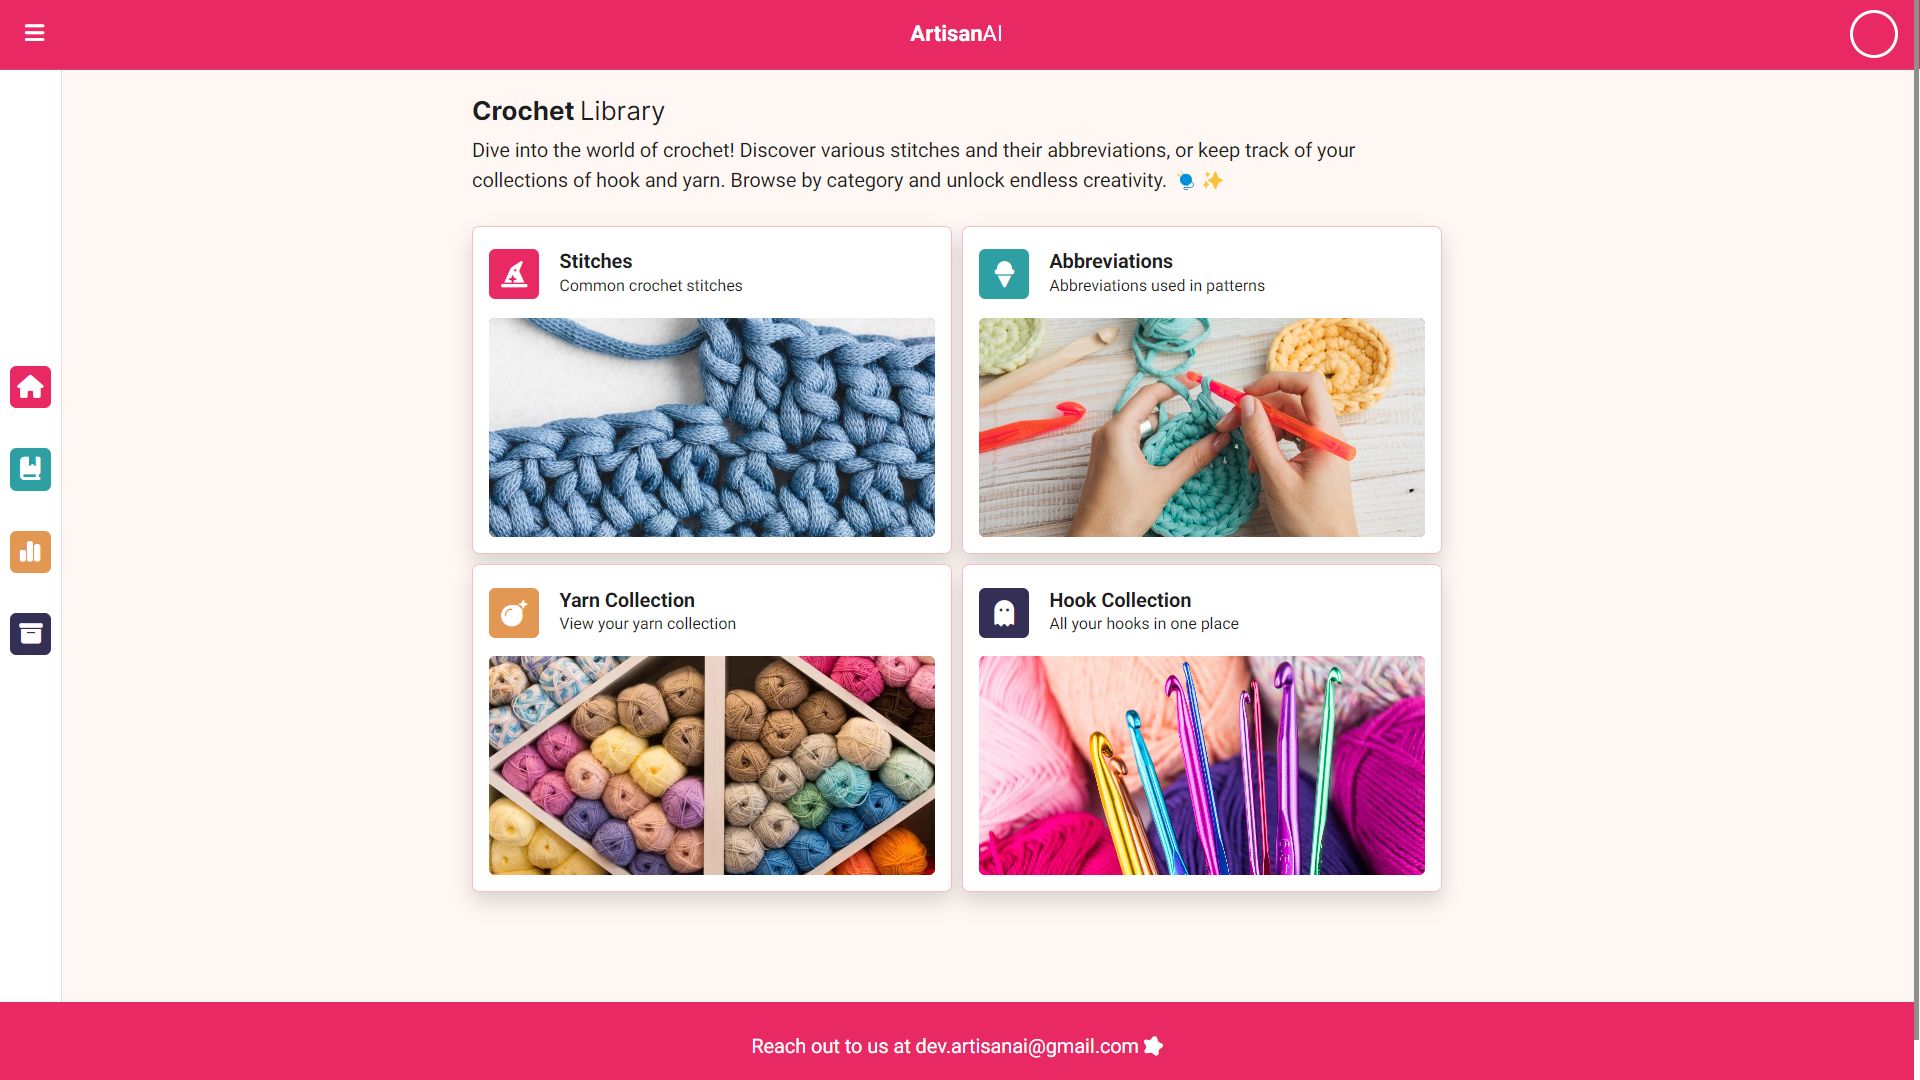 ArtisanAI
Crochet Library
Dive into the world of crochet! Discover various stitches and their abbreviations, or keep track of your
collections of hook and yarn. Browse by category and unlock endless creativity. 🧶 ✨
Stitches
Common crochet stitches
Abbreviations
Abbreviations used in patterns
Yarn Collection
View your yarn collection
Hook Collection
All your hooks in one place
Reach out to us at dev.artisanai@gmail.com